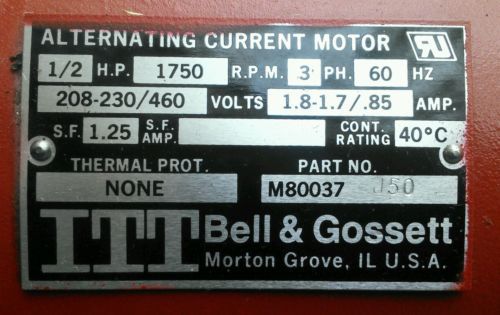 ALTERNATING CURRENT MOTOR RU
1/2 H.P. 1750 R.P.M. 3 PH. 60 HZ
208-230/460 VOLTS 1.8-1.7/.85 AMP.
S.F. 1.25 S.F. AMP. CONT. RATING 40°C
THERMAL PROT. PART NO.
NONE M80037 J50
ITT Bell & Gossett
Morton Grove, IL U.S.A.